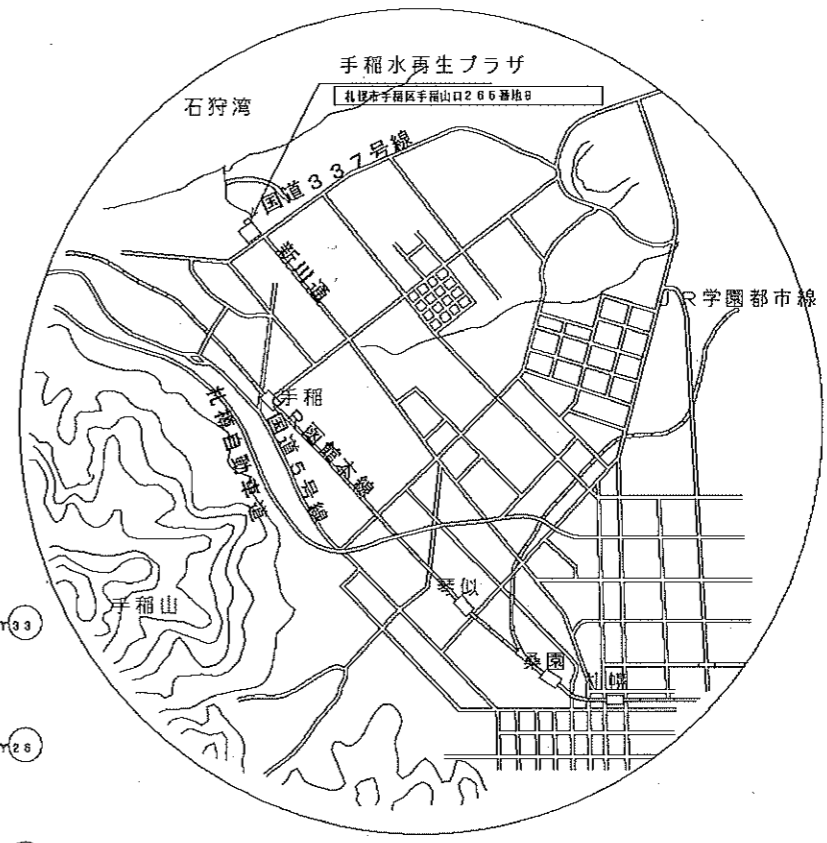 手稲水再生プラザ
札幌市手稲区手稲山口265番地9
石狩湾
国道337号線
新川通
JR学園都市線
手稲
JR函館本線
国道5号線
札樽自動車道
手稲山
琴似
桑園
札幌
Y33
Y26